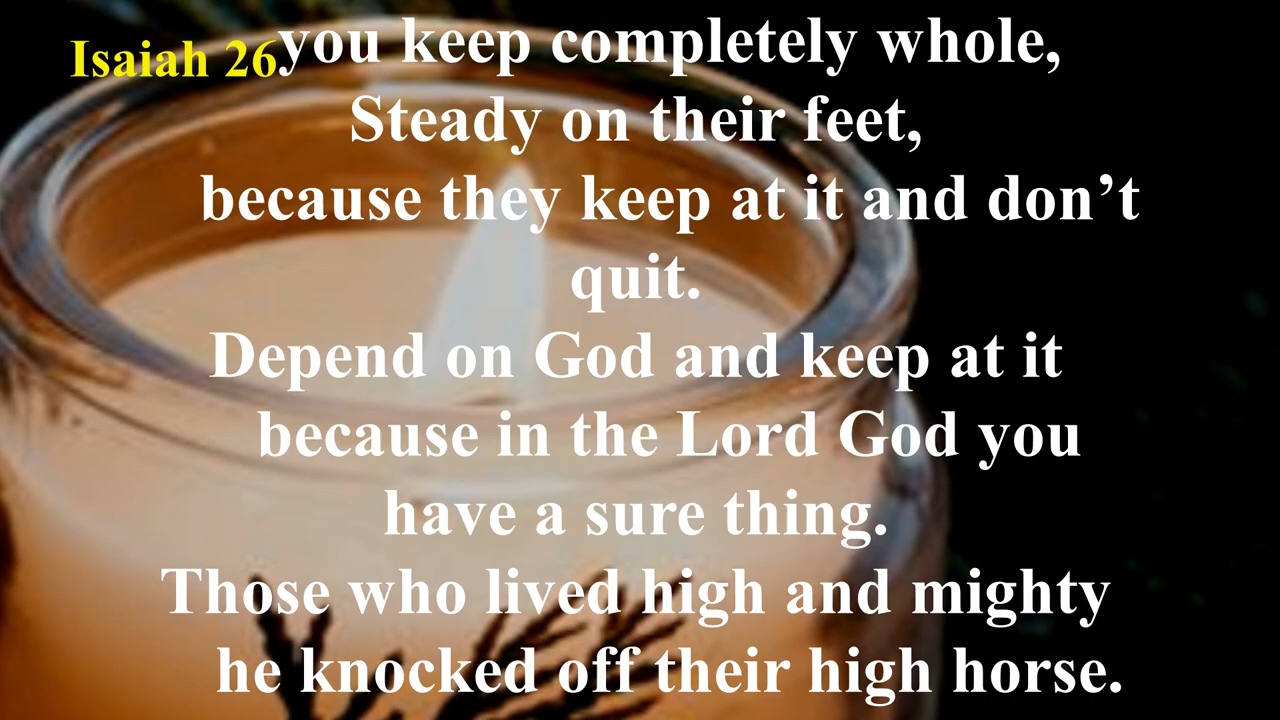 Isaiah 26
you keep completely whole,
Steady on their feet,
because they keep at it and don’t
quit.
Depend on God and keep at it
because in the Lord God you
have a sure thing.
Those who lived high and mighty
he knocked off their high horse.